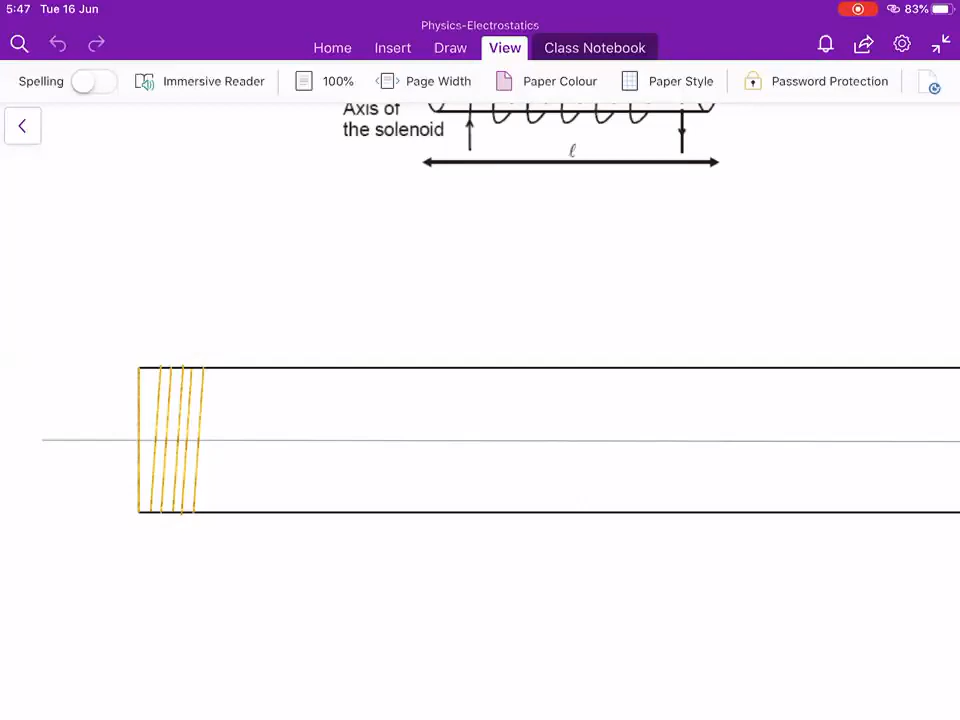 5:47 Tue 16 Jun
83%
Physics-Electrostatics
Home Insert Draw View Class Notebook
Spelling Immersive Reader 100% Page Width Paper Colour Paper Style Password Protection
Axis of
the solenoid
ℓ